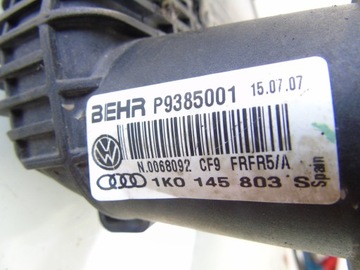 BEHR P9385001 15.07.07
N.0068092 CF9 FRFR5/A
1K0 145 803 S
Spain